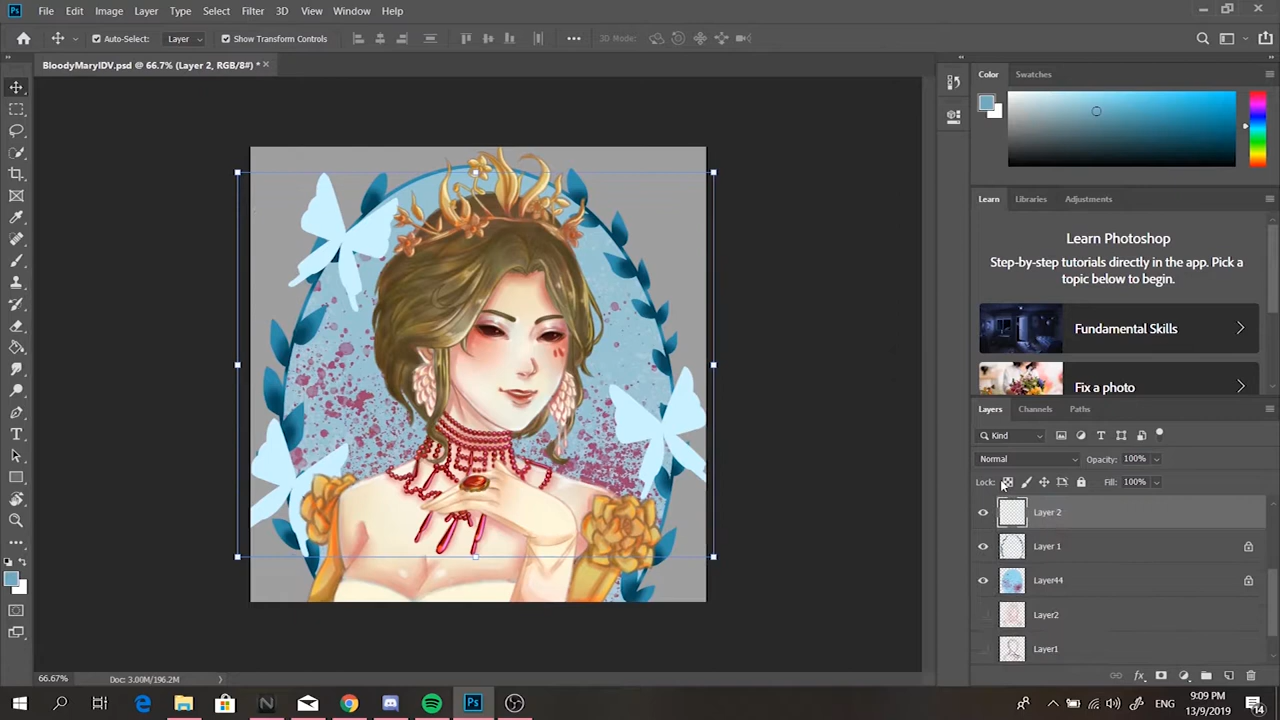 Ps File Edit Image Layer Type Select Filter 3D View Window Help
Auto-Select: Layer Show Transform Controls 3D Mode:
BloodyMaryIDV.psd @ 66.7% (Layer 2, RGB/8#) *
Color Swatches
Learn Libraries Adjustments
Learn Photoshop
Step-by-step tutorials directly in the app. Pick a
topic below to begin.
Fundamental Skills
Fix a photo
Layers Channels Paths
Kind
Normal Opacity: 100%
Lock: Fill: 100%
Layer 2
Layer 1
Layer44
Layer2
Layer1
66.67% Doc: 3.00M/196.2M
Ps ENG 9:09 PM
13/9/2019
14